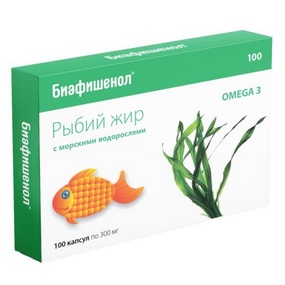 100
Биафишенол®
OMEGA 3
Рыбий жир
с морскими водорослями
100 капсул по 300 мг